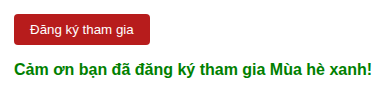 Đăng ký tham gia
Cảm ơn bạn đã đăng ký tham gia Mùa hè xanh!